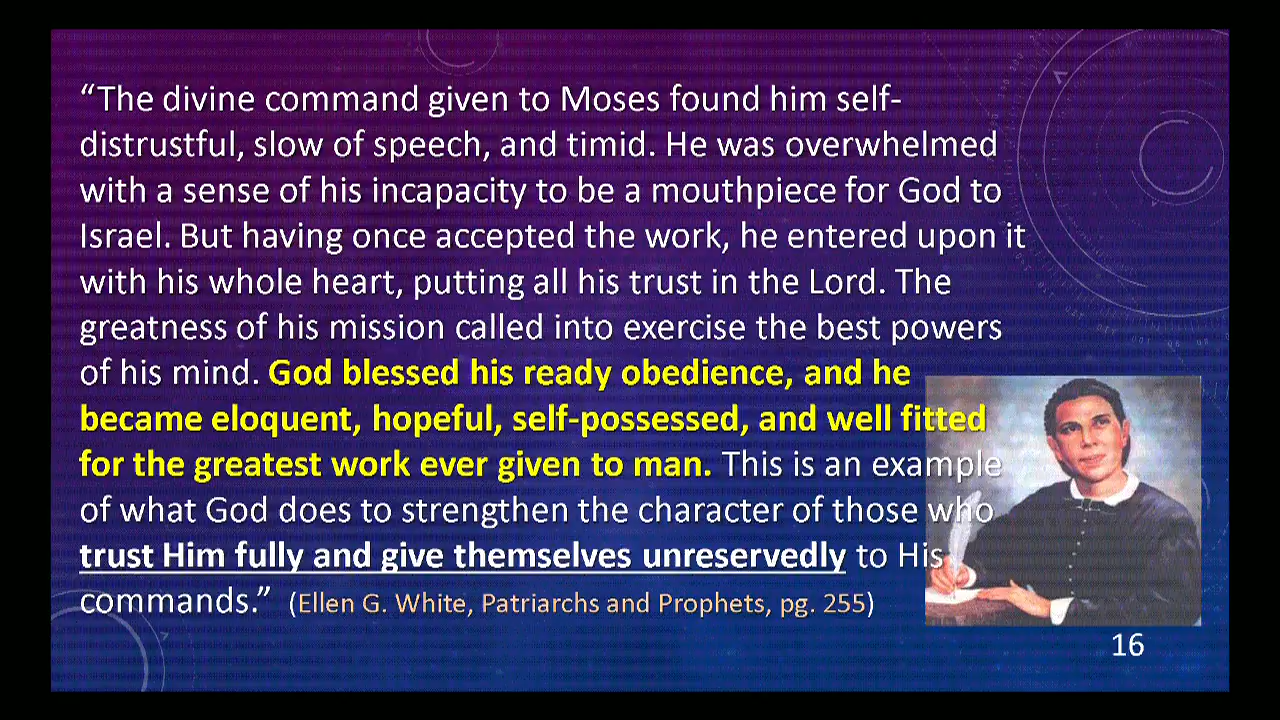 “The divine command given to Moses found him self-
distrustful, slow of speech, and timid. He was overwhelmed
with a sense of his incapacity to be a mouthpiece for God to
Israel. But having once accepted the work, he entered upon it
with his whole heart, putting all his trust in the Lord. The
greatness of his mission called into exercise the best powers
of his mind. God blessed his ready obedience, and he
became eloquent, hopeful, self-possessed, and well fitted
for the greatest work ever given to man. This is an example
of what God does to strengthen the character of those who
trust Him fully and give themselves unreservedly to His
commands.” (Ellen G. White, Patriarchs and Prophets, pg. 255)
16